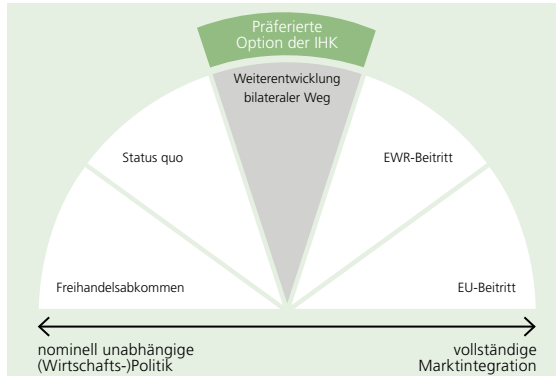 Präferierte
Option der IHK
Weiterentwicklung
bilateraler Weg
Status quo
EWR-Beitritt
Freihandelsabkommen
EU-Beitritt
nominell unabhängige
(Wirtschafts-)Politik
vollständige
Marktintegration